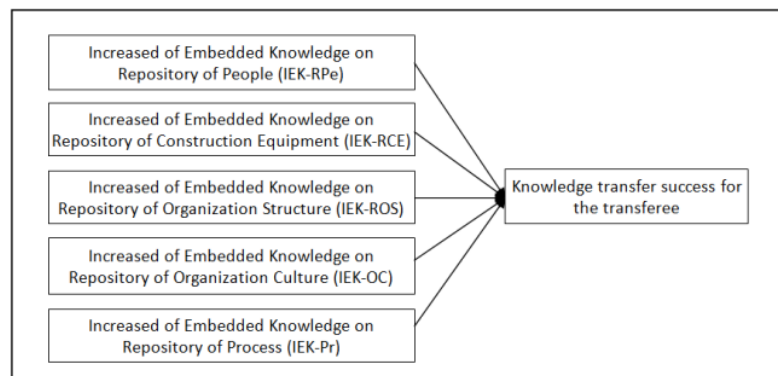 Increased of Embedded Knowledge on
Repository of People (IEK-RPe)
Increased of Embedded Knowledge on
Repository of Construction Equipment (IEK-RCE)
Increased of Embedded Knowledge on
Repository of Organization Structure (IEK-ROS)
Increased of Embedded Knowledge on
Repository of Organization Culture (IEK-OC)
Increased of Embedded Knowledge on
Repository of Process (IEK-Pr)
Knowledge transfer success for
the transferee